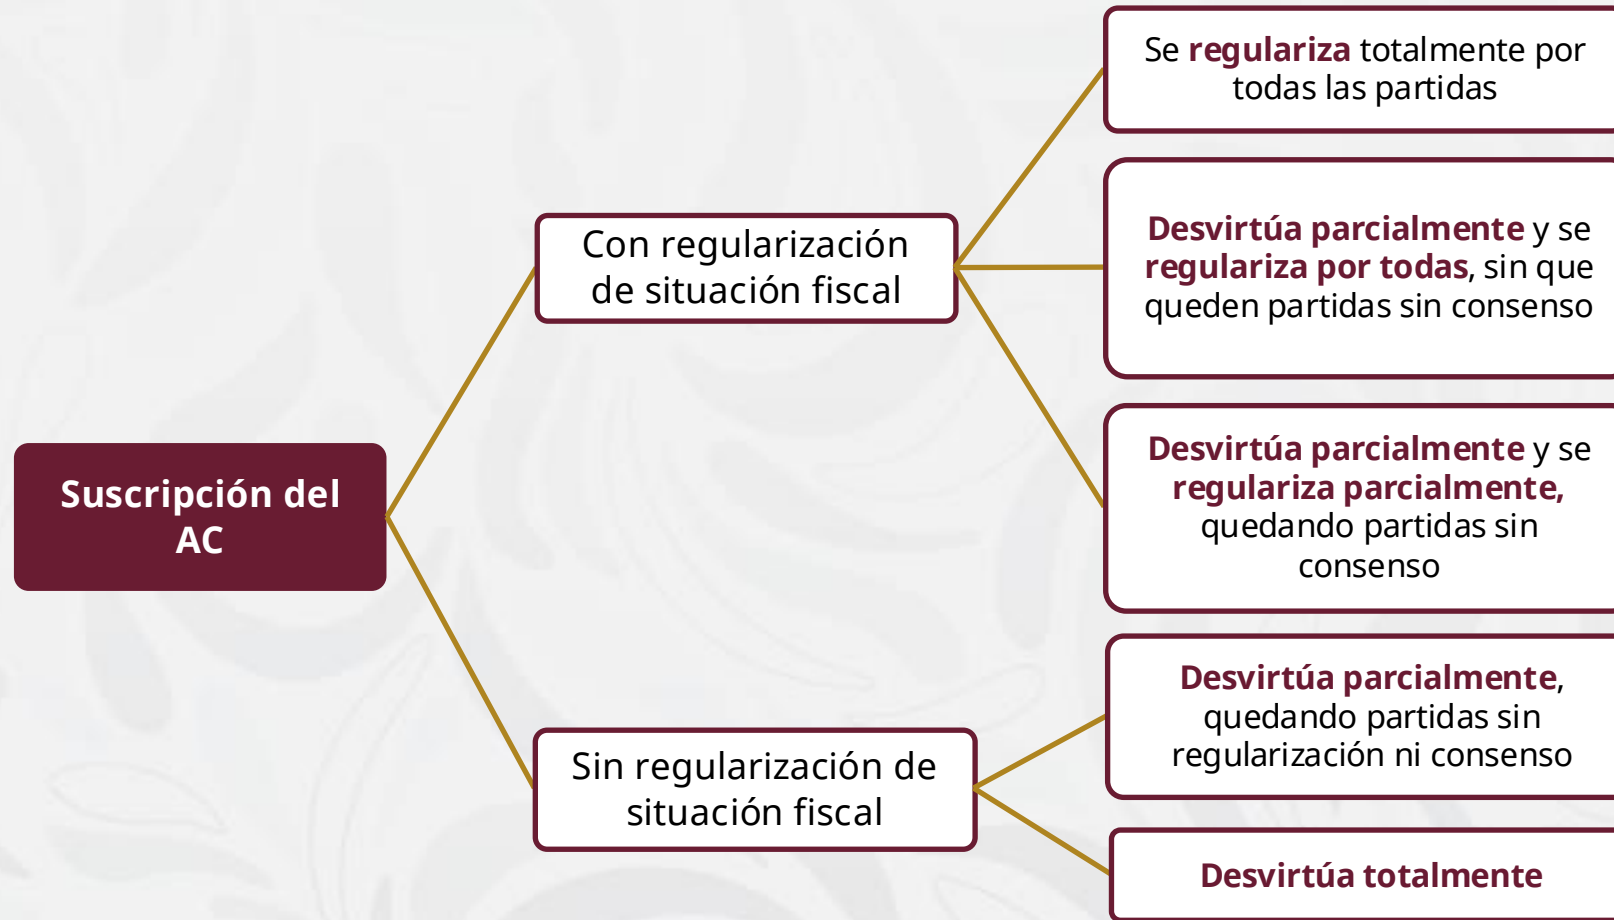 Se regulariza totalmente por
todas las partidas
Desvirtúa parcialmente y se
regulariza por todas, sin que
queden partidas sin consenso
Con regularización
de situación fiscal
Desvirtúa parcialmente y se
regulariza parcialmente,
quedando partidas sin
consenso
Suscripción del
AC
Desvirtúa parcialmente,
quedando partidas sin
regularización ni consenso
Sin regularización de
situación fiscal
Desvirtúa totalmente